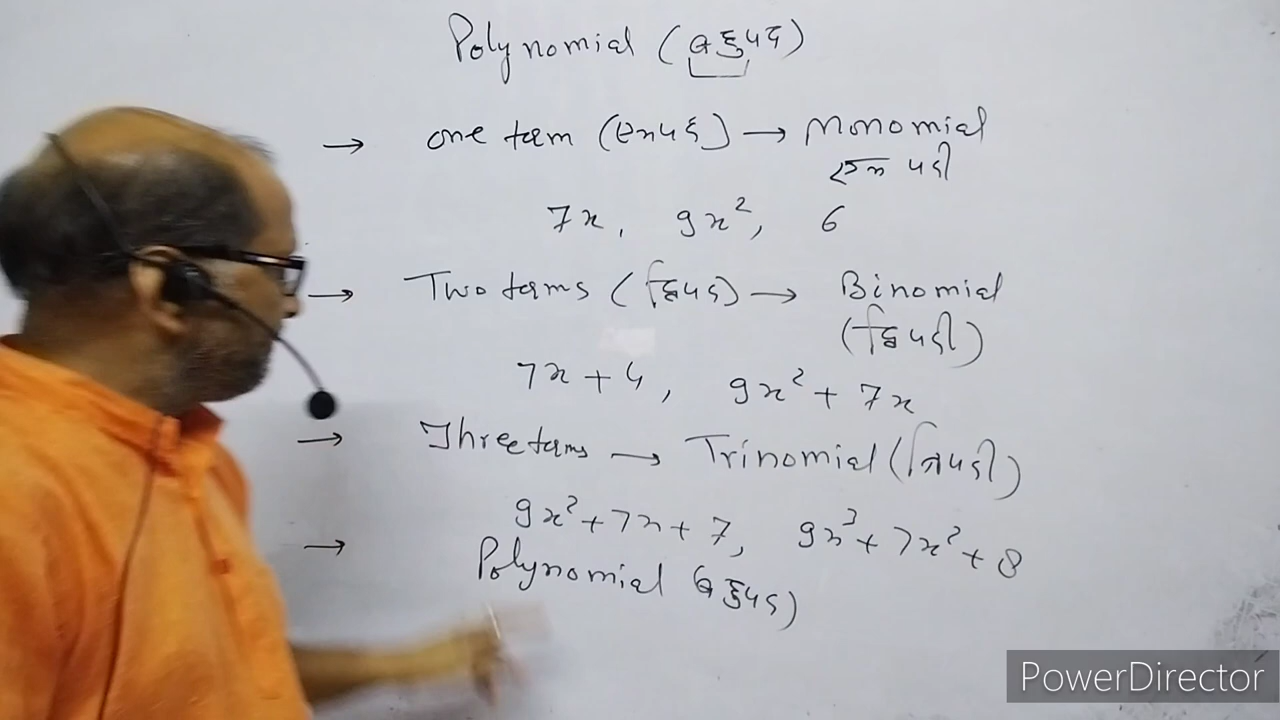 Polynomial (बहुपद)
→ one term (एकपद) → Monomial
एक पदी
7x, 9x², 6
→ Two terms (द्विपद) → Binomial
(द्विपदी)
7x + 4, 9x² + 7x
→ Three terms → Trinomial (त्रिपदी)
9x² + 7x + 7, 9x³ + 7x² + 8
→ Polynomial बहुपद)
PowerDirector